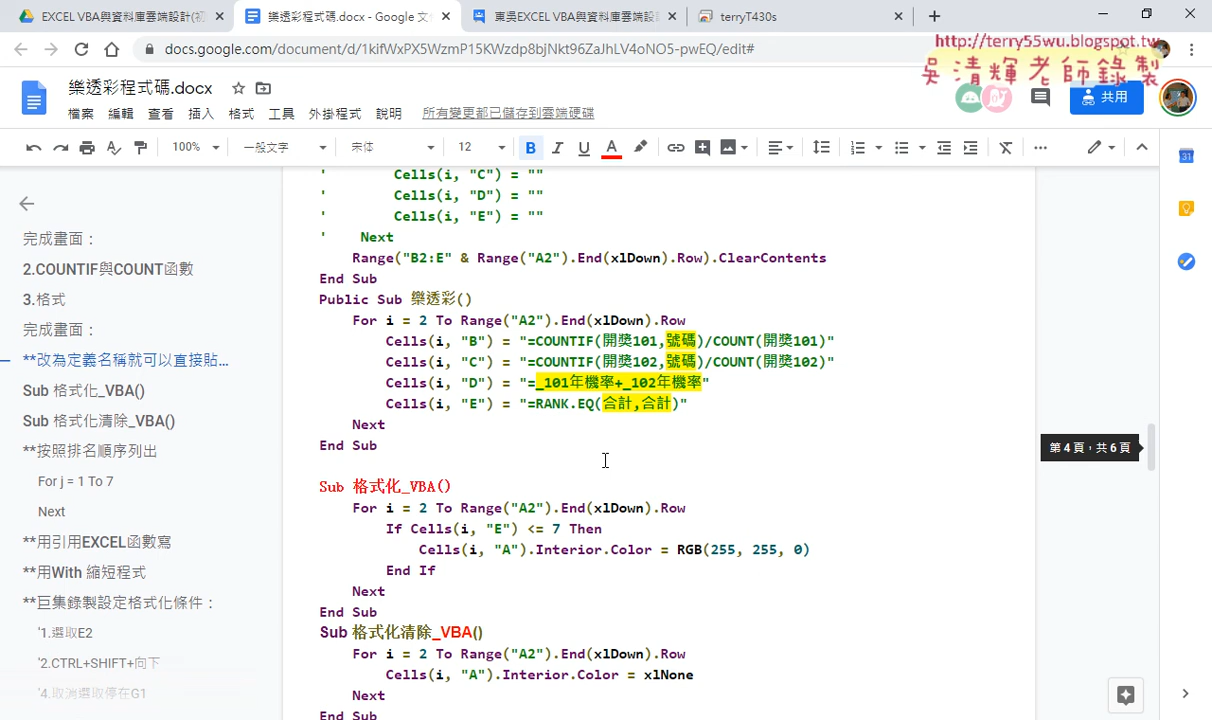 EXCEL VBA與資料庫雲端設計(初
樂透彩程式碼.docx - Google 文
東吳EXCEL VBA與資料庫雲端設
terryT430s
docs.google.com/document/d/1kifWxPX5WzmP15KWzdp8bjNkt96ZaJhLV4oNO5-pwEQ/edit#
http://terry55wu.blogspot.tw
吳清輝老師錄製
樂透彩程式碼.docx
檔案 編輯 查看 插入 格式 工具 外掛程式 說明 所有變更都已儲存到雲端硬碟
共用
100% 一般文字 宋体 12 B I U A
完成畫面：
2.COUNTIF與COUNT函數
3.格式
完成畫面：
**改為定義名稱就可以直接貼...
Sub 格式化_VBA()
Sub 格式化清除_VBA()
**按照排名順序列出
For j = 1 To 7
Next
**用引用EXCEL函數寫
**用With 縮短程式
**巨集錄製設定格式化條件：
'1.選取E2
'2.CTRL+SHIFT+向下
'4.取消選取停在G1
' Cells(i, "C") = ""
' Cells(i, "D") = ""
' Cells(i, "E") = ""
' Next
Range("B2:E" & Range("A2").End(xlDown).Row).ClearContents
End Sub
Public Sub 樂透彩()
For i = 2 To Range("A2").End(xlDown).Row
Cells(i, "B") = "=COUNTIF(開獎101,號碼)/COUNT(開獎101)"
Cells(i, "C") = "=COUNTIF(開獎102,號碼)/COUNT(開獎102)"
Cells(i, "D") = "=_101年機率+_102年機率"
Cells(i, "E") = "=RANK.EQ(合計,合計)"
Next
End Sub
Sub 格式化_VBA()
For i = 2 To Range("A2").End(xlDown).Row
If Cells(i, "E") <= 7 Then
Cells(i, "A").Interior.Color = RGB(255, 255, 0)
End If
Next
End Sub
Sub 格式化清除_VBA()
For i = 2 To Range("A2").End(xlDown).Row
Cells(i, "A").Interior.Color = xlNone
Next
End Sub
第 4 頁，共 6 頁
31